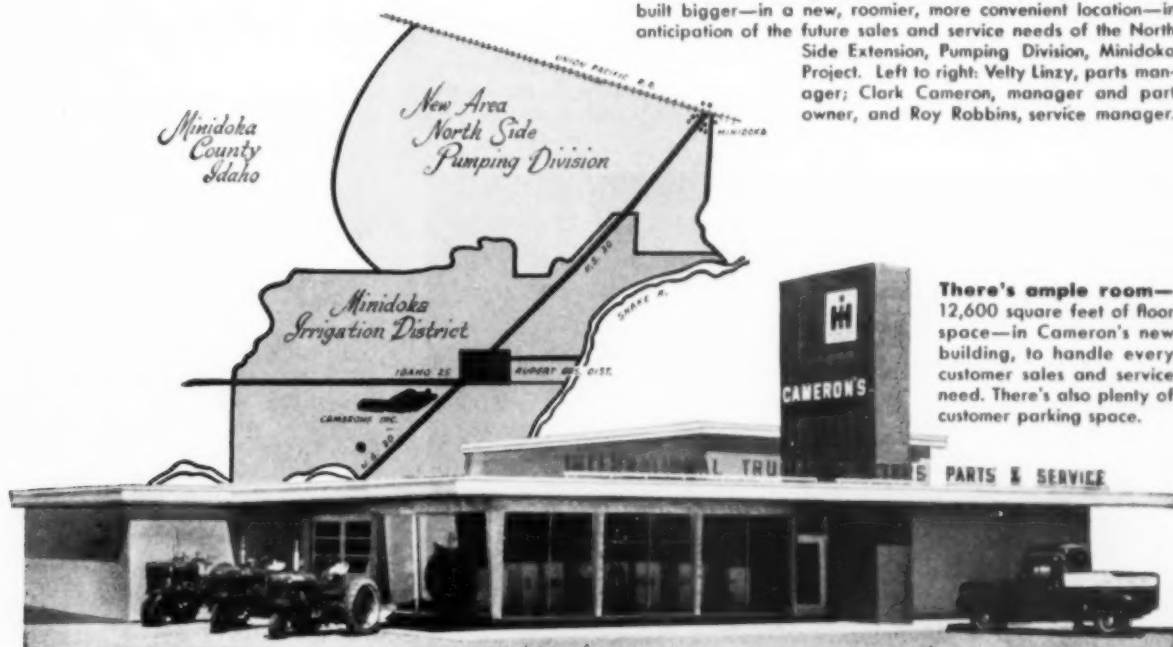 built bigger—in a new, roomier, more convenient location—in
anticipation of the future sales and service needs of the North
Side Extension, Pumping Division, Minidoka
Project. Left to right: Velty Linzy, parts man-
ager; Clark Cameron, manager and part
owner, and Roy Robbins, service manager.
Minidoka
County
Idaho
UNION PACIFIC R.R.
New Area
North Side
Pumping Division
MINIDOKA
U.S. 30
SNAKE R.
Minidoka
Irrigation District
IDAHO 25
RUPERT BUS. DIST.
CAMERONS INC.
U.S. 30
There's ample room—
12,600 square feet of floor
space—in Cameron's new
building, to handle every
customer sales and service
need. There's also plenty of
customer parking space.
IH
CAMERON'S
INTERNATIONAL PARTS & SERVICE